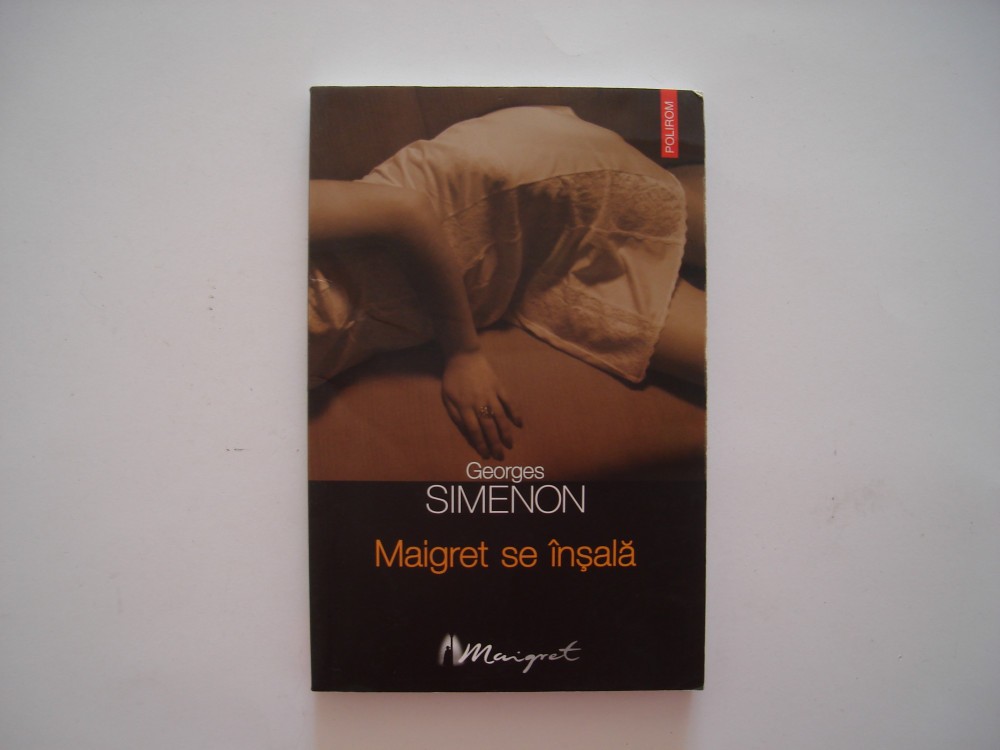 POLIROM
Georges
SIMENON
Maigret se înşală
Maigret